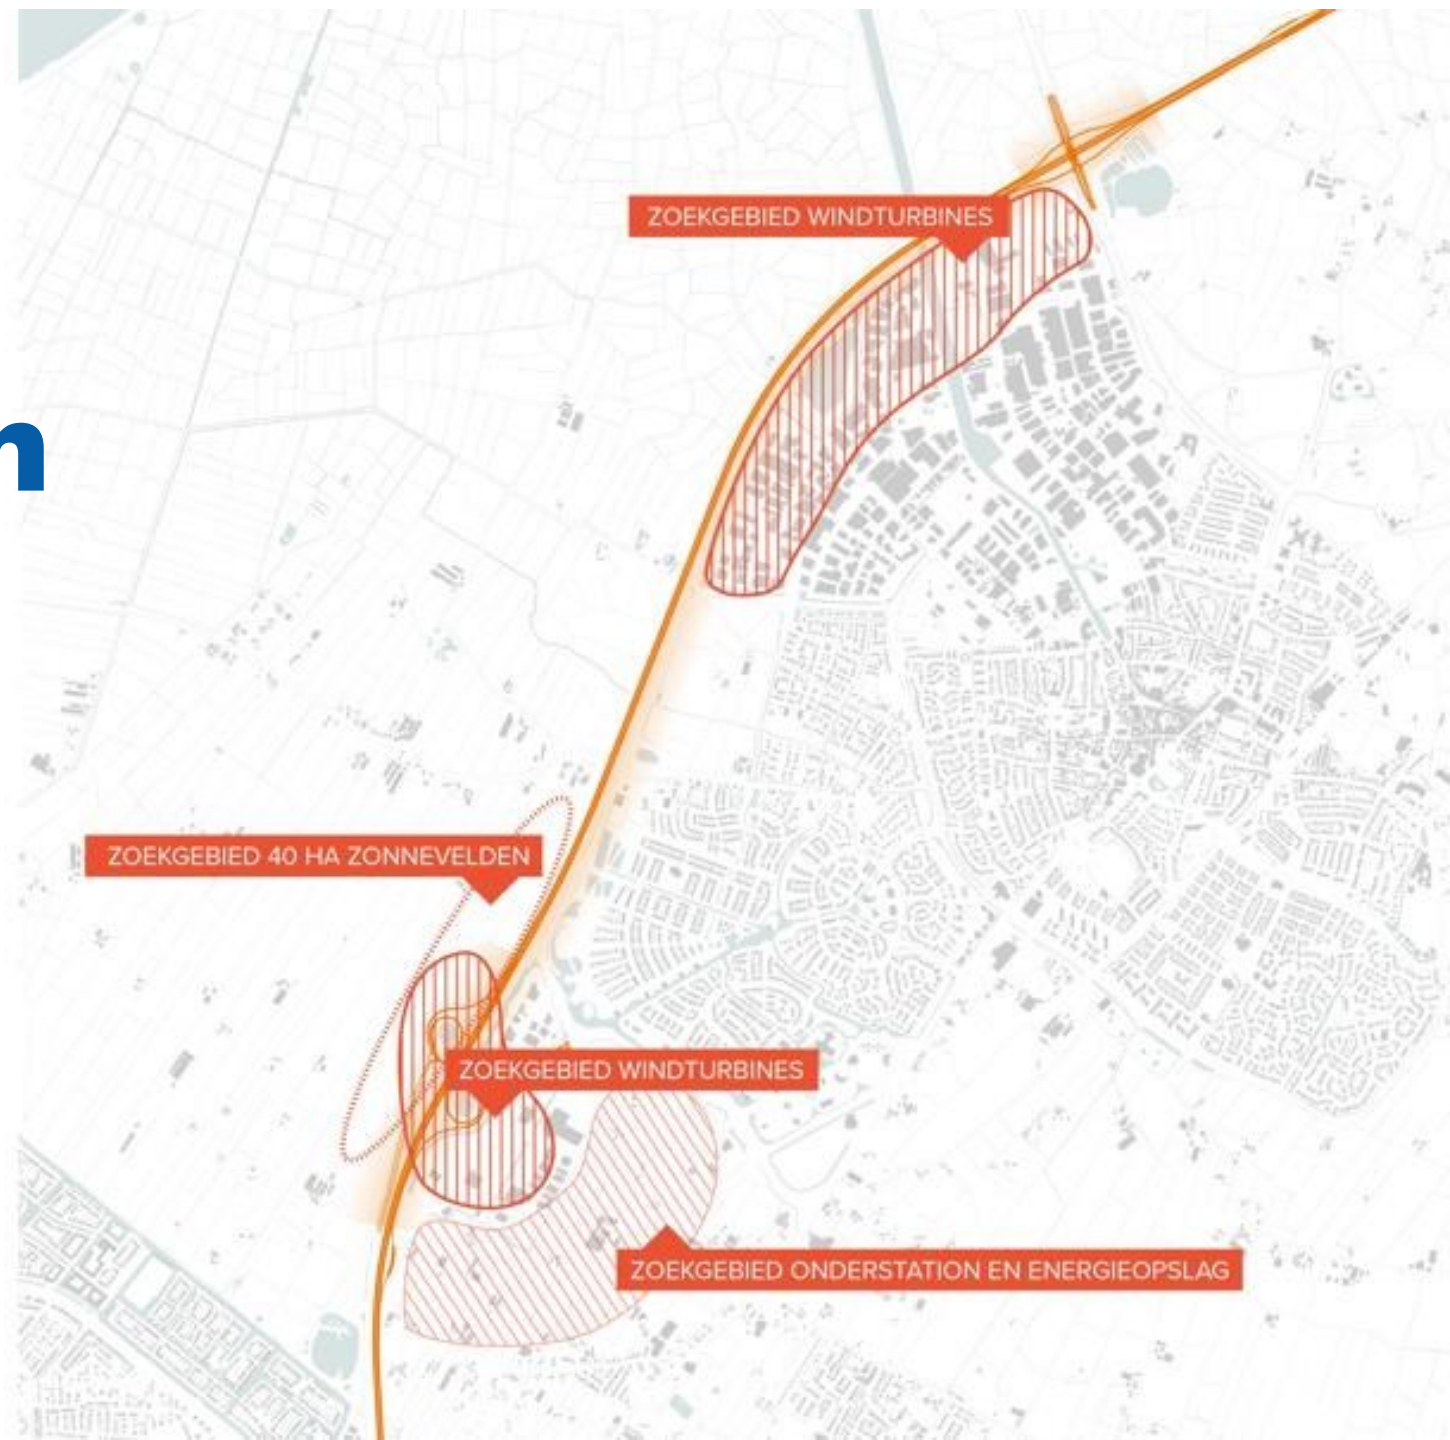 ZOEKGEBIED WINDTURBINES
n
ZOEKGEBIED 40 HA ZONNEVELDEN
ZOEKGEBIED WINDTURBINES
ZOEKGEBIED ONDERSTATION EN ENERGIEOPSLAG